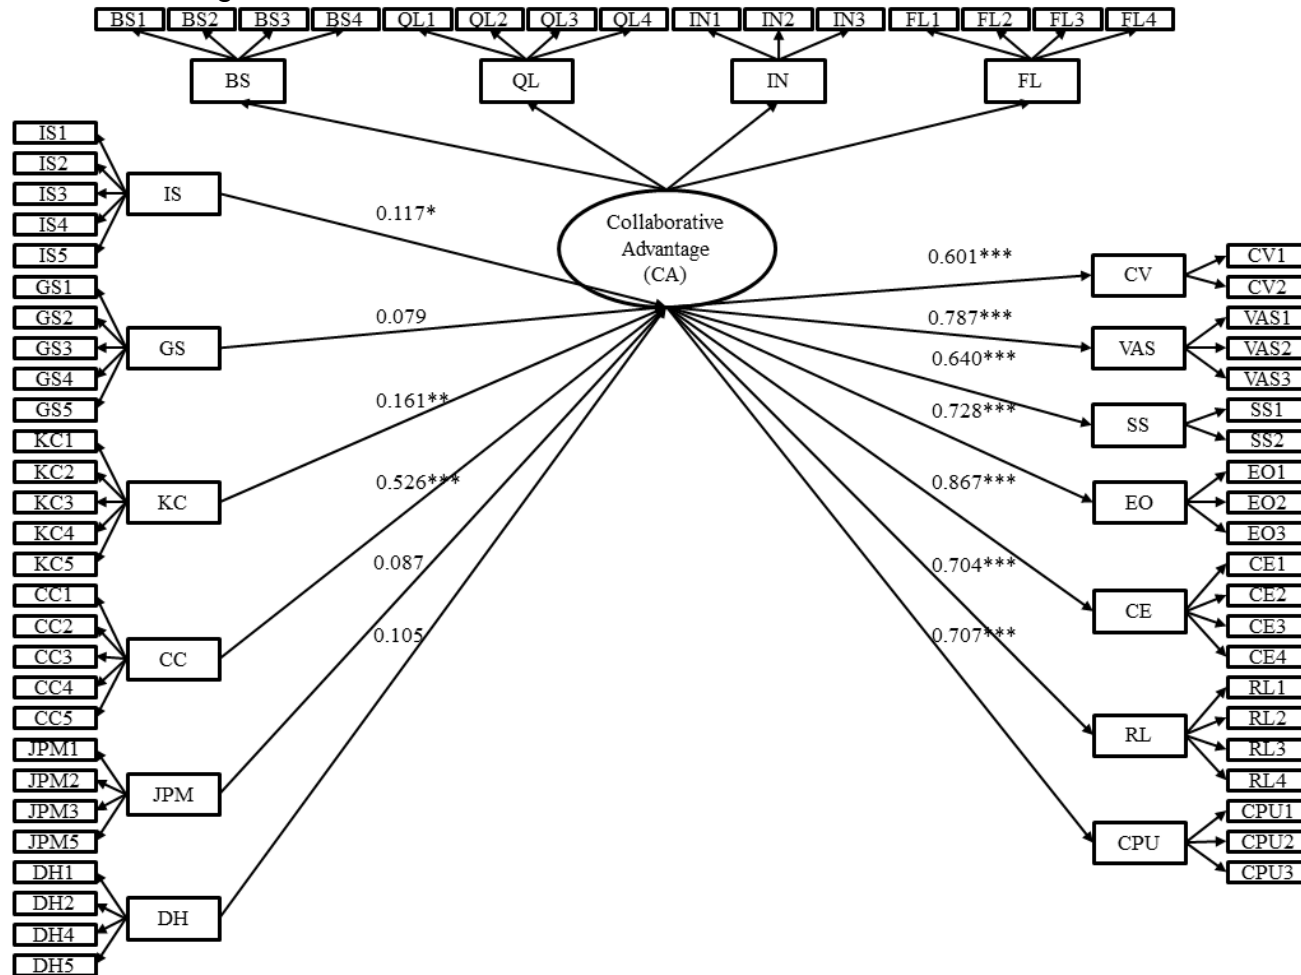 BS1 BS2 BS3 BS4 QL1 QL2 QL3 QL4 IN1 IN2 IN3 FL1 FL2 FL3 FL4
BS QL IN FL
IS1
IS2
IS3
IS4
IS5
IS
GS1
GS2
GS3
GS4
GS5
GS
KC1
KC2
KC3
KC4
KC5
KC
CC1
CC2
CC3
CC4
CC5
CC
JPM1
JPM2
JPM3
JPM5
JPM
DH1
DH2
DH4
DH5
DH
0.117*
0.079
0.161**
0.526***
0.087
0.105
Collaborative
Advantage
(CA)
0.601***
0.787***
0.640***
0.728***
0.867***
0.704***
0.707***
CV
CV1
CV2
VAS
VAS1
VAS2
VAS3
SS
SS1
SS2
EO
EO1
EO2
EO3
CE
CE1
CE2
CE3
CE4
RL
RL1
RL2
RL3
RL4
CPU
CPU1
CPU2
CPU3